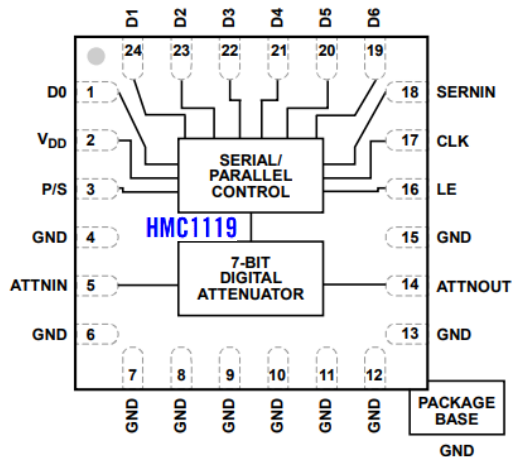 D1 D2 D3 D4 D5 D6
24 23 22 21 20 19
D0 1 18 SERNIN
VDD 2 17 CLK
P/S 3 16 LE
SERIAL/
PARALLEL
CONTROL
HMC1119
GND 4 15 GND
7-BIT
DIGITAL
ATTENUATOR
ATTNIN 5 14 ATTNOUT
GND 6 13 GND
7 8 9 10 11 12
GND GND GND GND GND GND
PACKAGE
BASE
GND